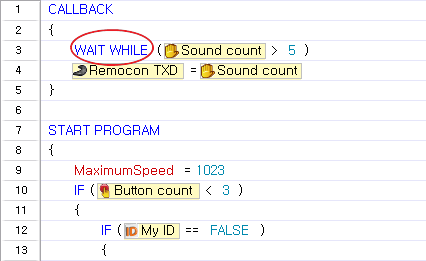 1 CALLBACK
2 {
3 WAIT WHILE ( Sound count > 5 )
4 Remocon TXD = Sound count
5 }
6
7 START PROGRAM
8 {
9 MaximumSpeed = 1023
10 IF ( Button count < 3 )
11 {
12 IF ( ID My ID == FALSE )
13 {